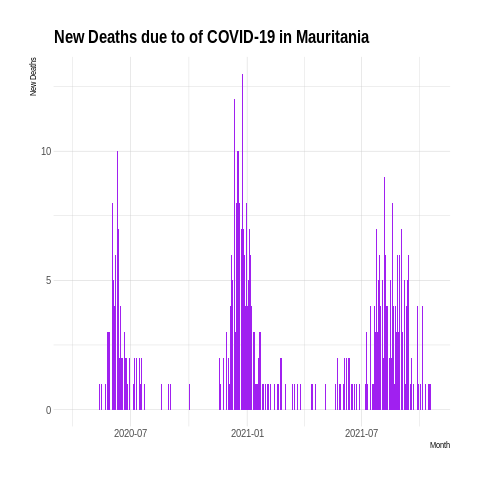 New Deaths due to of COVID-19 in Mauritania
New Deaths
10
5
0
2020-07
2021-01
2021-07
Month